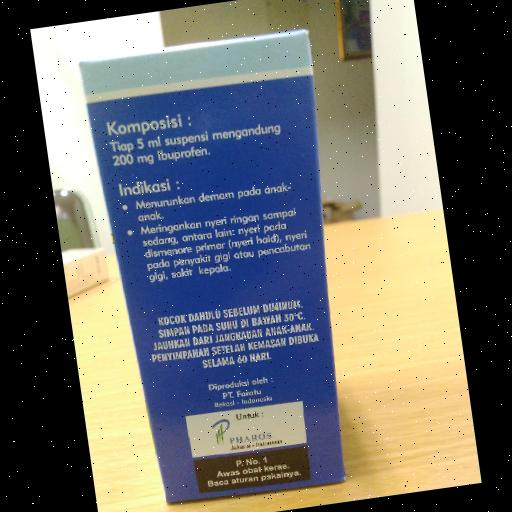 Komposisi :
Tiap 5 ml suspensi mengandung
200 mg Ibuprofen.
Indikasi :
• Menurunkan demam pada anak-
anak.
• Meringankan nyeri ringan sampai
sedang, antara lain: nyeri pada
dismenore primer (nyeri haid), nyeri
pada penyakit gigi atau pencabutan
gigi, sakit kepala.
KOCOK DAHULU SEBELUM DIMINUM.
SIMPAN PADA SUHU DI BAWAH 30°C.
JAUHKAN DARI JANGKAUAN ANAK-ANAK.
PENYIMPANAN SETELAH KEMASAN DIBUKA
SELAMA 60 HARI.
Diproduksi oleh :
PT. Faratu
Bekasi - Indonesia
Untuk :
PHAROS
Jakarta - Indonesia
P. No. 1
Awas obat keras.
Baca aturan pakainya.